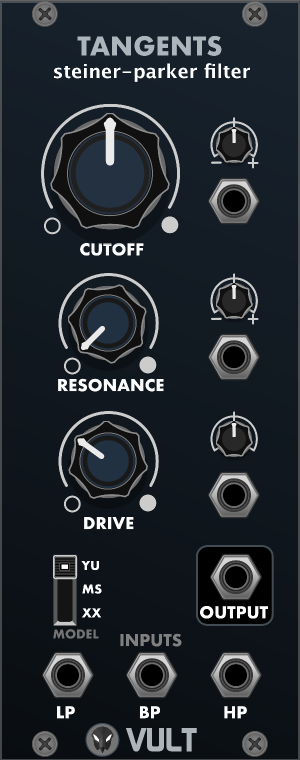 TANGENTS
steiner-parker filter
- +
CUTOFF
- +
RESONANCE
DRIVE
YU
MS
XX
MODEL
OUTPUT
INPUTS
LP BP HP
VULT